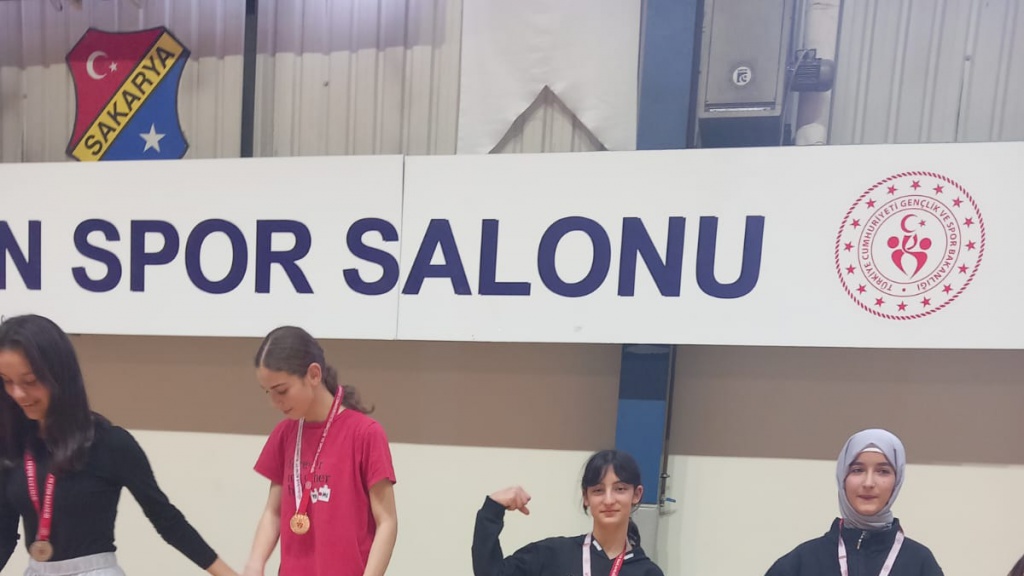 SAKARYA
N SPOR SALONU
TÜRKİYE CUMHURİYETİ GENÇLİK VE SPOR BAKANLIĞI